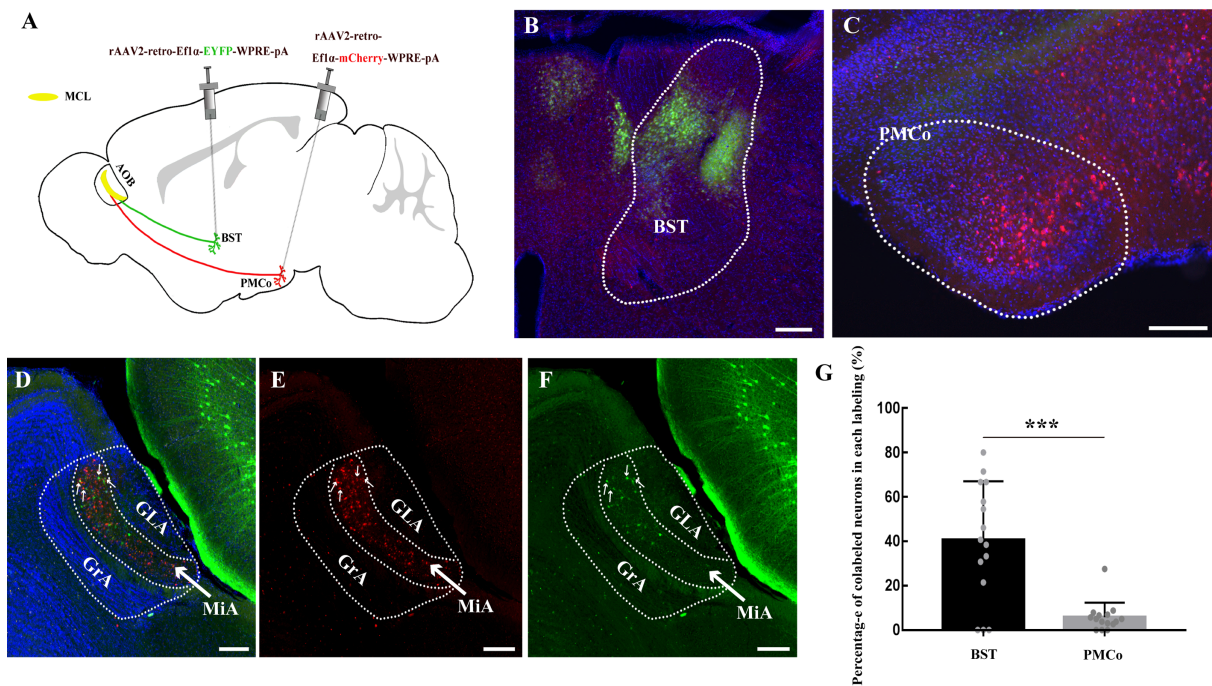 A
rAAV2-retro-Ef1α-EYFP-WPRE-pA
rAAV2-retro-
Ef1α-mCherry-WPRE-pA
MCL
AOB
BST
PMCo
B
BST
C
PMCo
D
GLA
GrA
MiA
E
GLA
GrA
MiA
F
GLA
GrA
MiA
G
Percentag-e of colabeled neurons in each labeling (%)
100
80
60
40
20
0
***
BST
PMCo